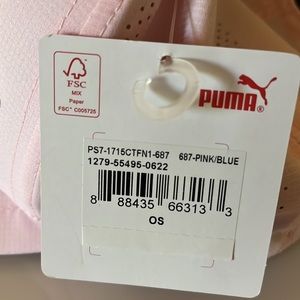 FSC
MIX
Paper
FSC® C005725
PUMA®
PS7-1715CTFN1-687 687-PINK/BLUE
1279-55495-0622
8 88435 66313 3
OS